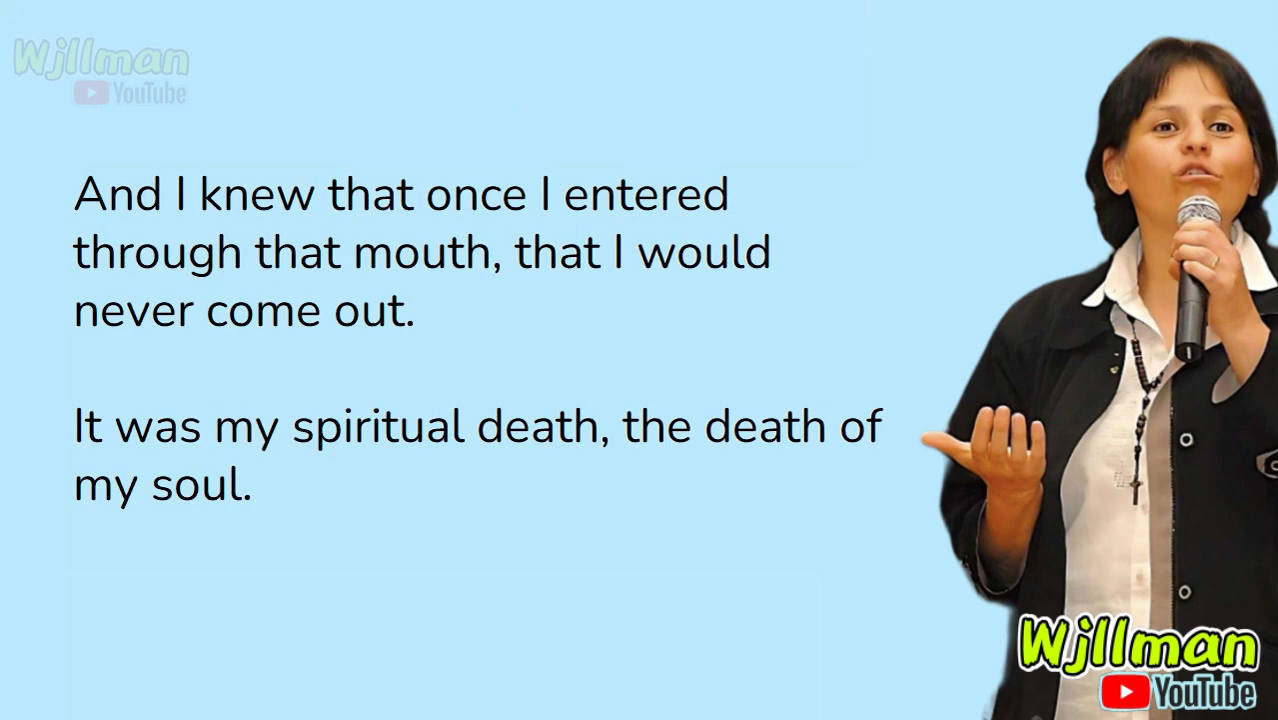 Wjllman
YouTube
And I knew that once I entered
through that mouth, that I would
never come out.
It was my spiritual death, the death of
my soul.
Wjllman
YouTube